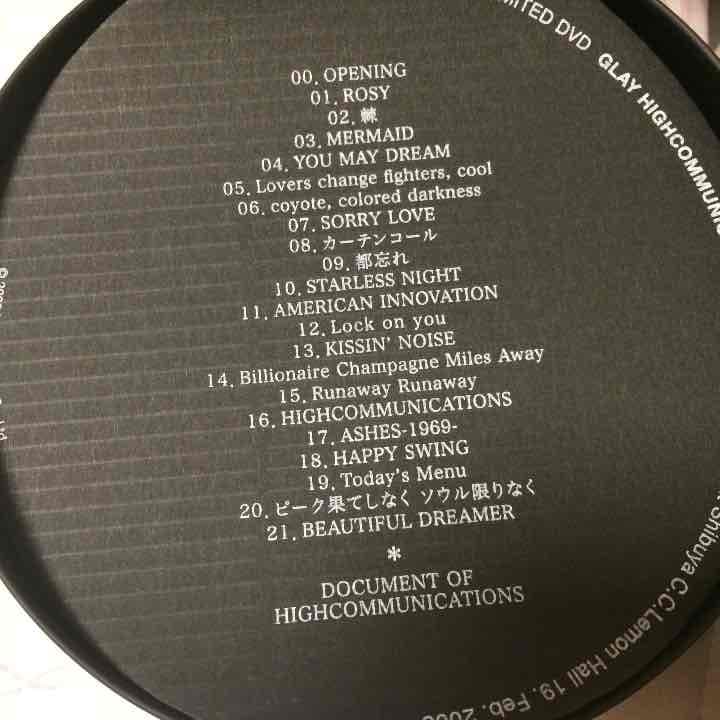 00. OPENING
01. ROSY
02. 棘
03. MERMAID
04. YOU MAY DREAM
05. Lovers change fighters, cool
06. coyote, colored darkness
07. SORRY LOVE
08. カーテンコール
09. 都忘れ
10. STARLESS NIGHT
11. AMERICAN INNOVATION
12. Lock on you
13. KISSIN' NOISE
14. Billionaire Champagne Miles Away
15. Runaway Runaway
16. HIGHCOMMUNICATIONS
17. ASHES-1969-
18. HAPPY SWING
19. Today's Menu
20. ピーク果てしなく ソウル限りなく
21. BEAUTIFUL DREAMER
*
DOCUMENT OF
HIGHCOMMUNICATIONS
MITED DVD GLAY HIGHCOMMUNIC
Shibuya C.C.Lemon Hall 19. Feb. 200